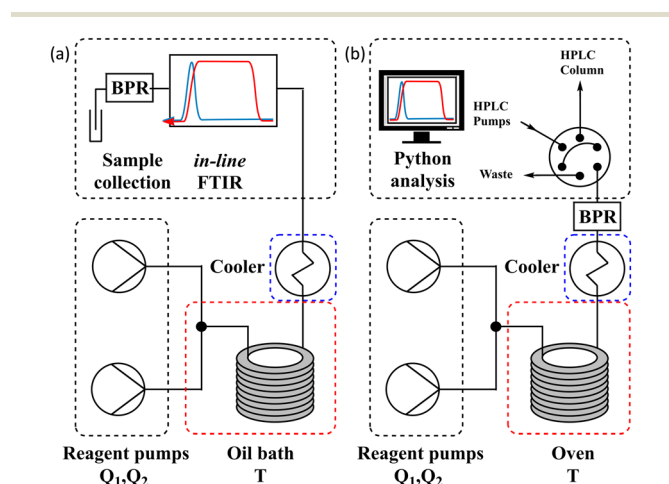 (a)
BPR
Sample
collection
in-line
FTIR
Cooler
Reagent pumps
Q1,Q2
Oil bath
T
(b)
HPLC
Column
HPLC
Pumps
Python
analysis
Waste
BPR
Cooler
Reagent pumps
Q1,Q2
Oven
T